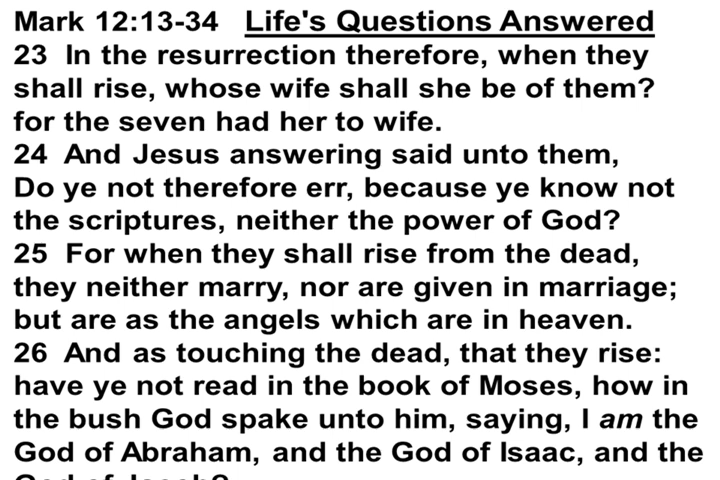 Mark 12:13-34 Life's Questions Answered
23 In the resurrection therefore, when they
shall rise, whose wife shall she be of them?
for the seven had her to wife.
24 And Jesus answering said unto them,
Do ye not therefore err, because ye know not
the scriptures, neither the power of God?
25 For when they shall rise from the dead,
they neither marry, nor are given in marriage;
but are as the angels which are in heaven.
26 And as touching the dead, that they rise:
have ye not read in the book of Moses, how in
the bush God spake unto him, saying, I am the
God of Abraham, and the God of Isaac, and the
God of Jacob?